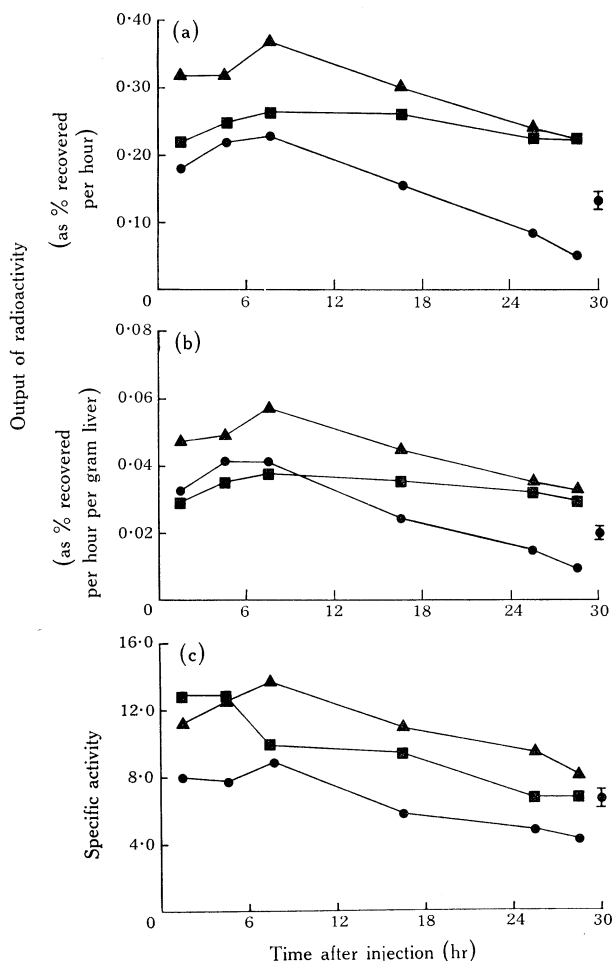 Output of radioactivity
(as % recovered
per hour)
(a)
0·40
0·30
0·20
0·10
0 6 12 18 24 30
(as % recovered
per hour per gram liver)
(b)
0·08
0·06
0·04
0·02
0 6 12 18 24 30
Specific activity
(c)
16·0
12·0
8·0
4·0
0 6 12 18 24 30
Time after injection (hr)